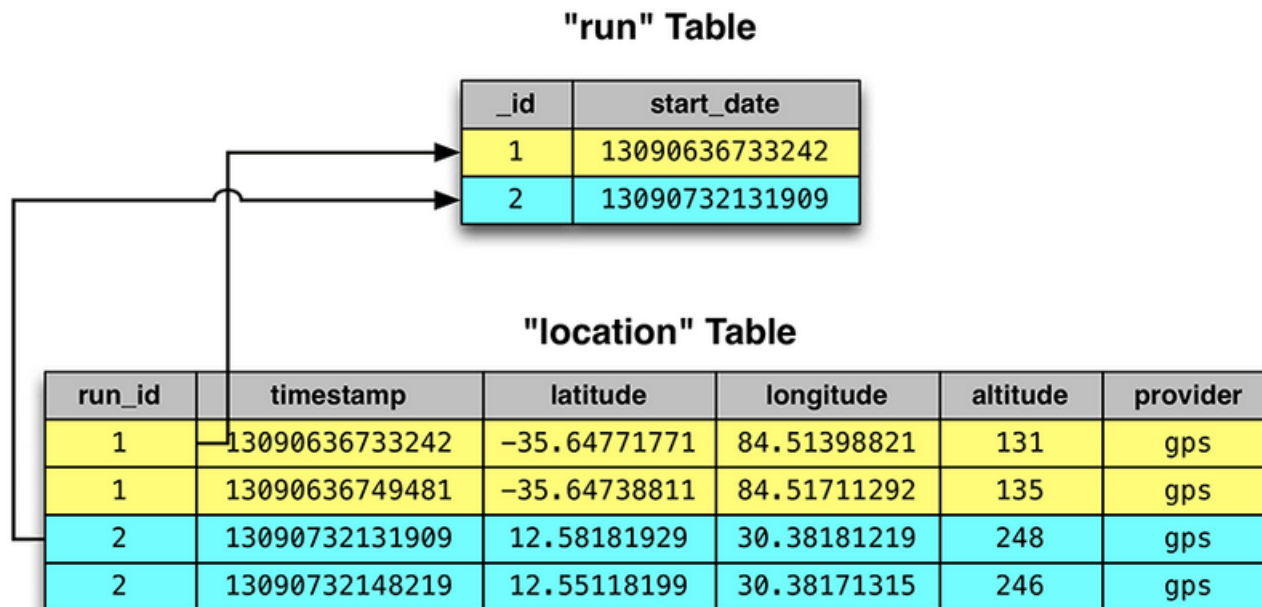 "run" Table
_id start_date
1 13090636733242
2 13090732131909
"location" Table
run_id timestamp latitude longitude altitude provider
1 13090636733242 -35.64771771 84.51398821 131 gps
1 13090636749481 -35.64738811 84.51711292 135 gps
2 13090732131909 12.58181929 30.38181219 248 gps
2 13090732148219 12.55118199 30.38171315 246 gps